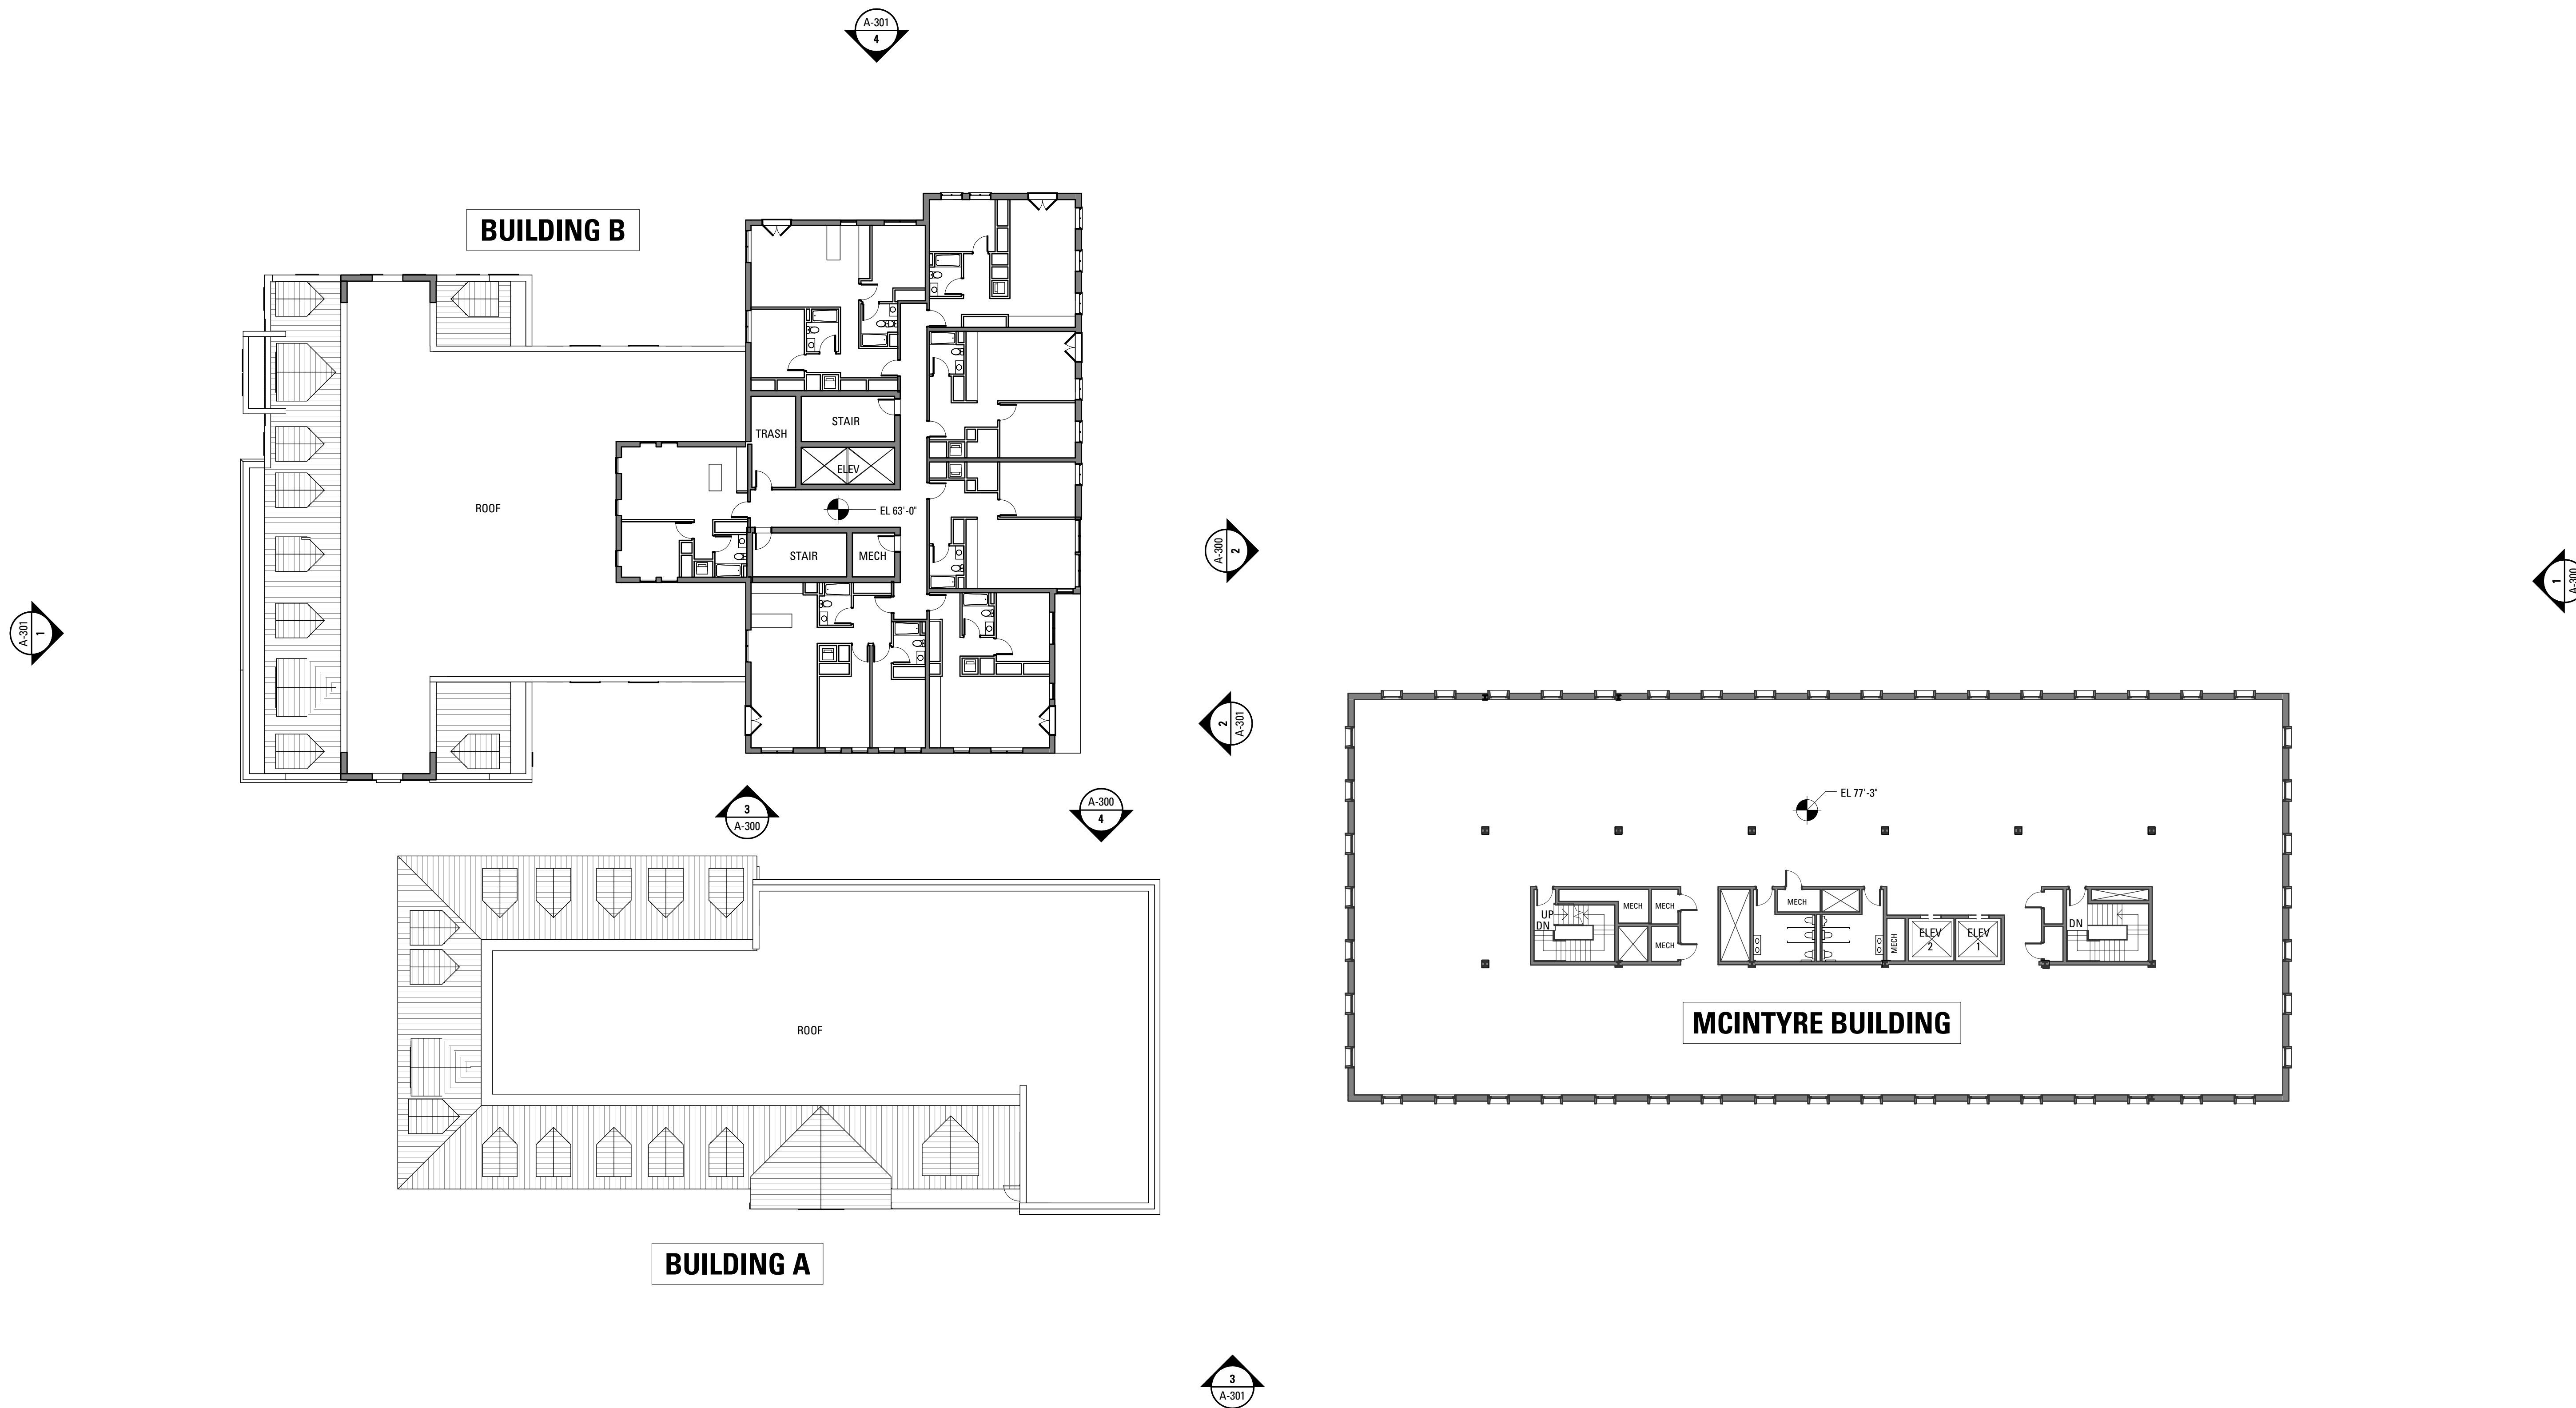 A-301
4
BUILDING B
TRASH
STAIR
ELEV
ROOF
EL 63'-0"
STAIR
MECH
A-300
2
1
A-300
A-301
1
2
A-301
3
A-300
A-300
4
EL 77'-3"
MECH
MECH
MECH
UP
DN
MECH
MECH
ELEV
2
ELEV
1
DN
MCINTYRE BUILDING
ROOF
BUILDING A
3
A-301